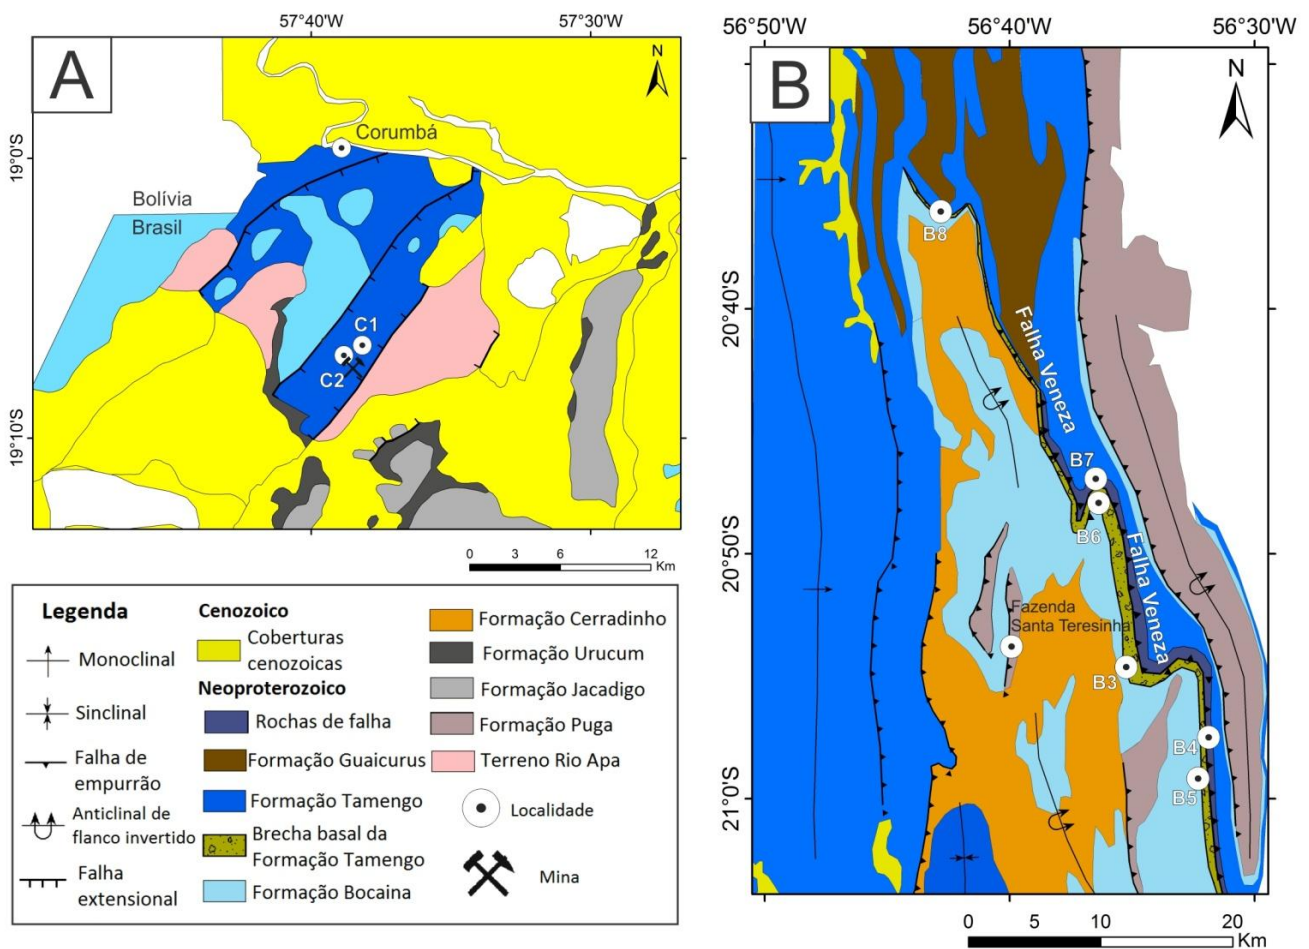 57°40'W
57°30'W
A
N
19°0'S
19°10'S
Corumbá
Bolívia
Brasil
C1
C2
0 3 6 12
Km
Legenda
Monoclinal
Sinclinal
Falha de
empurrão
Anticlinal de
flanco invertido
Falha
extensional
Cenozoico
Coberturas
cenozoicas
Neoproterozoico
Rochas de falha
Formação Guaicurus
Formação Tamengo
Brecha basal da
Formação Tamengo
Formação Bocaina
Formação Cerradinho
Formação Urucum
Formação Jacadigo
Formação Puga
Terreno Rio Apa
Localidade
Mina
56°50'W
56°40'W
56°30'W
B
N
20°40'S
20°50'S
21°0'S
B8
Falha Veneza
B7
B6
Falha Veneza
Fazenda
Santa Teresinha
B3
B4
B5
0 5 10 20
Km